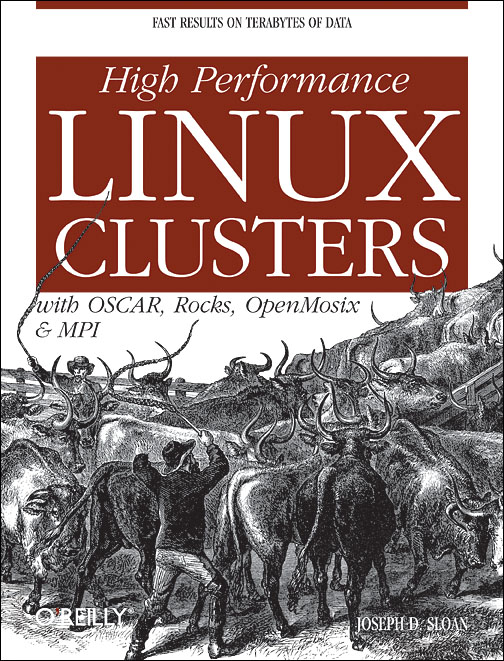 FAST RESULTS ON TERABYTES OF DATA
High Performance
LINUX
CLUSTERS
with OSCAR, Rocks, OpenMosix
& MPI
O'REILLY
JOSEPH D. SLOAN